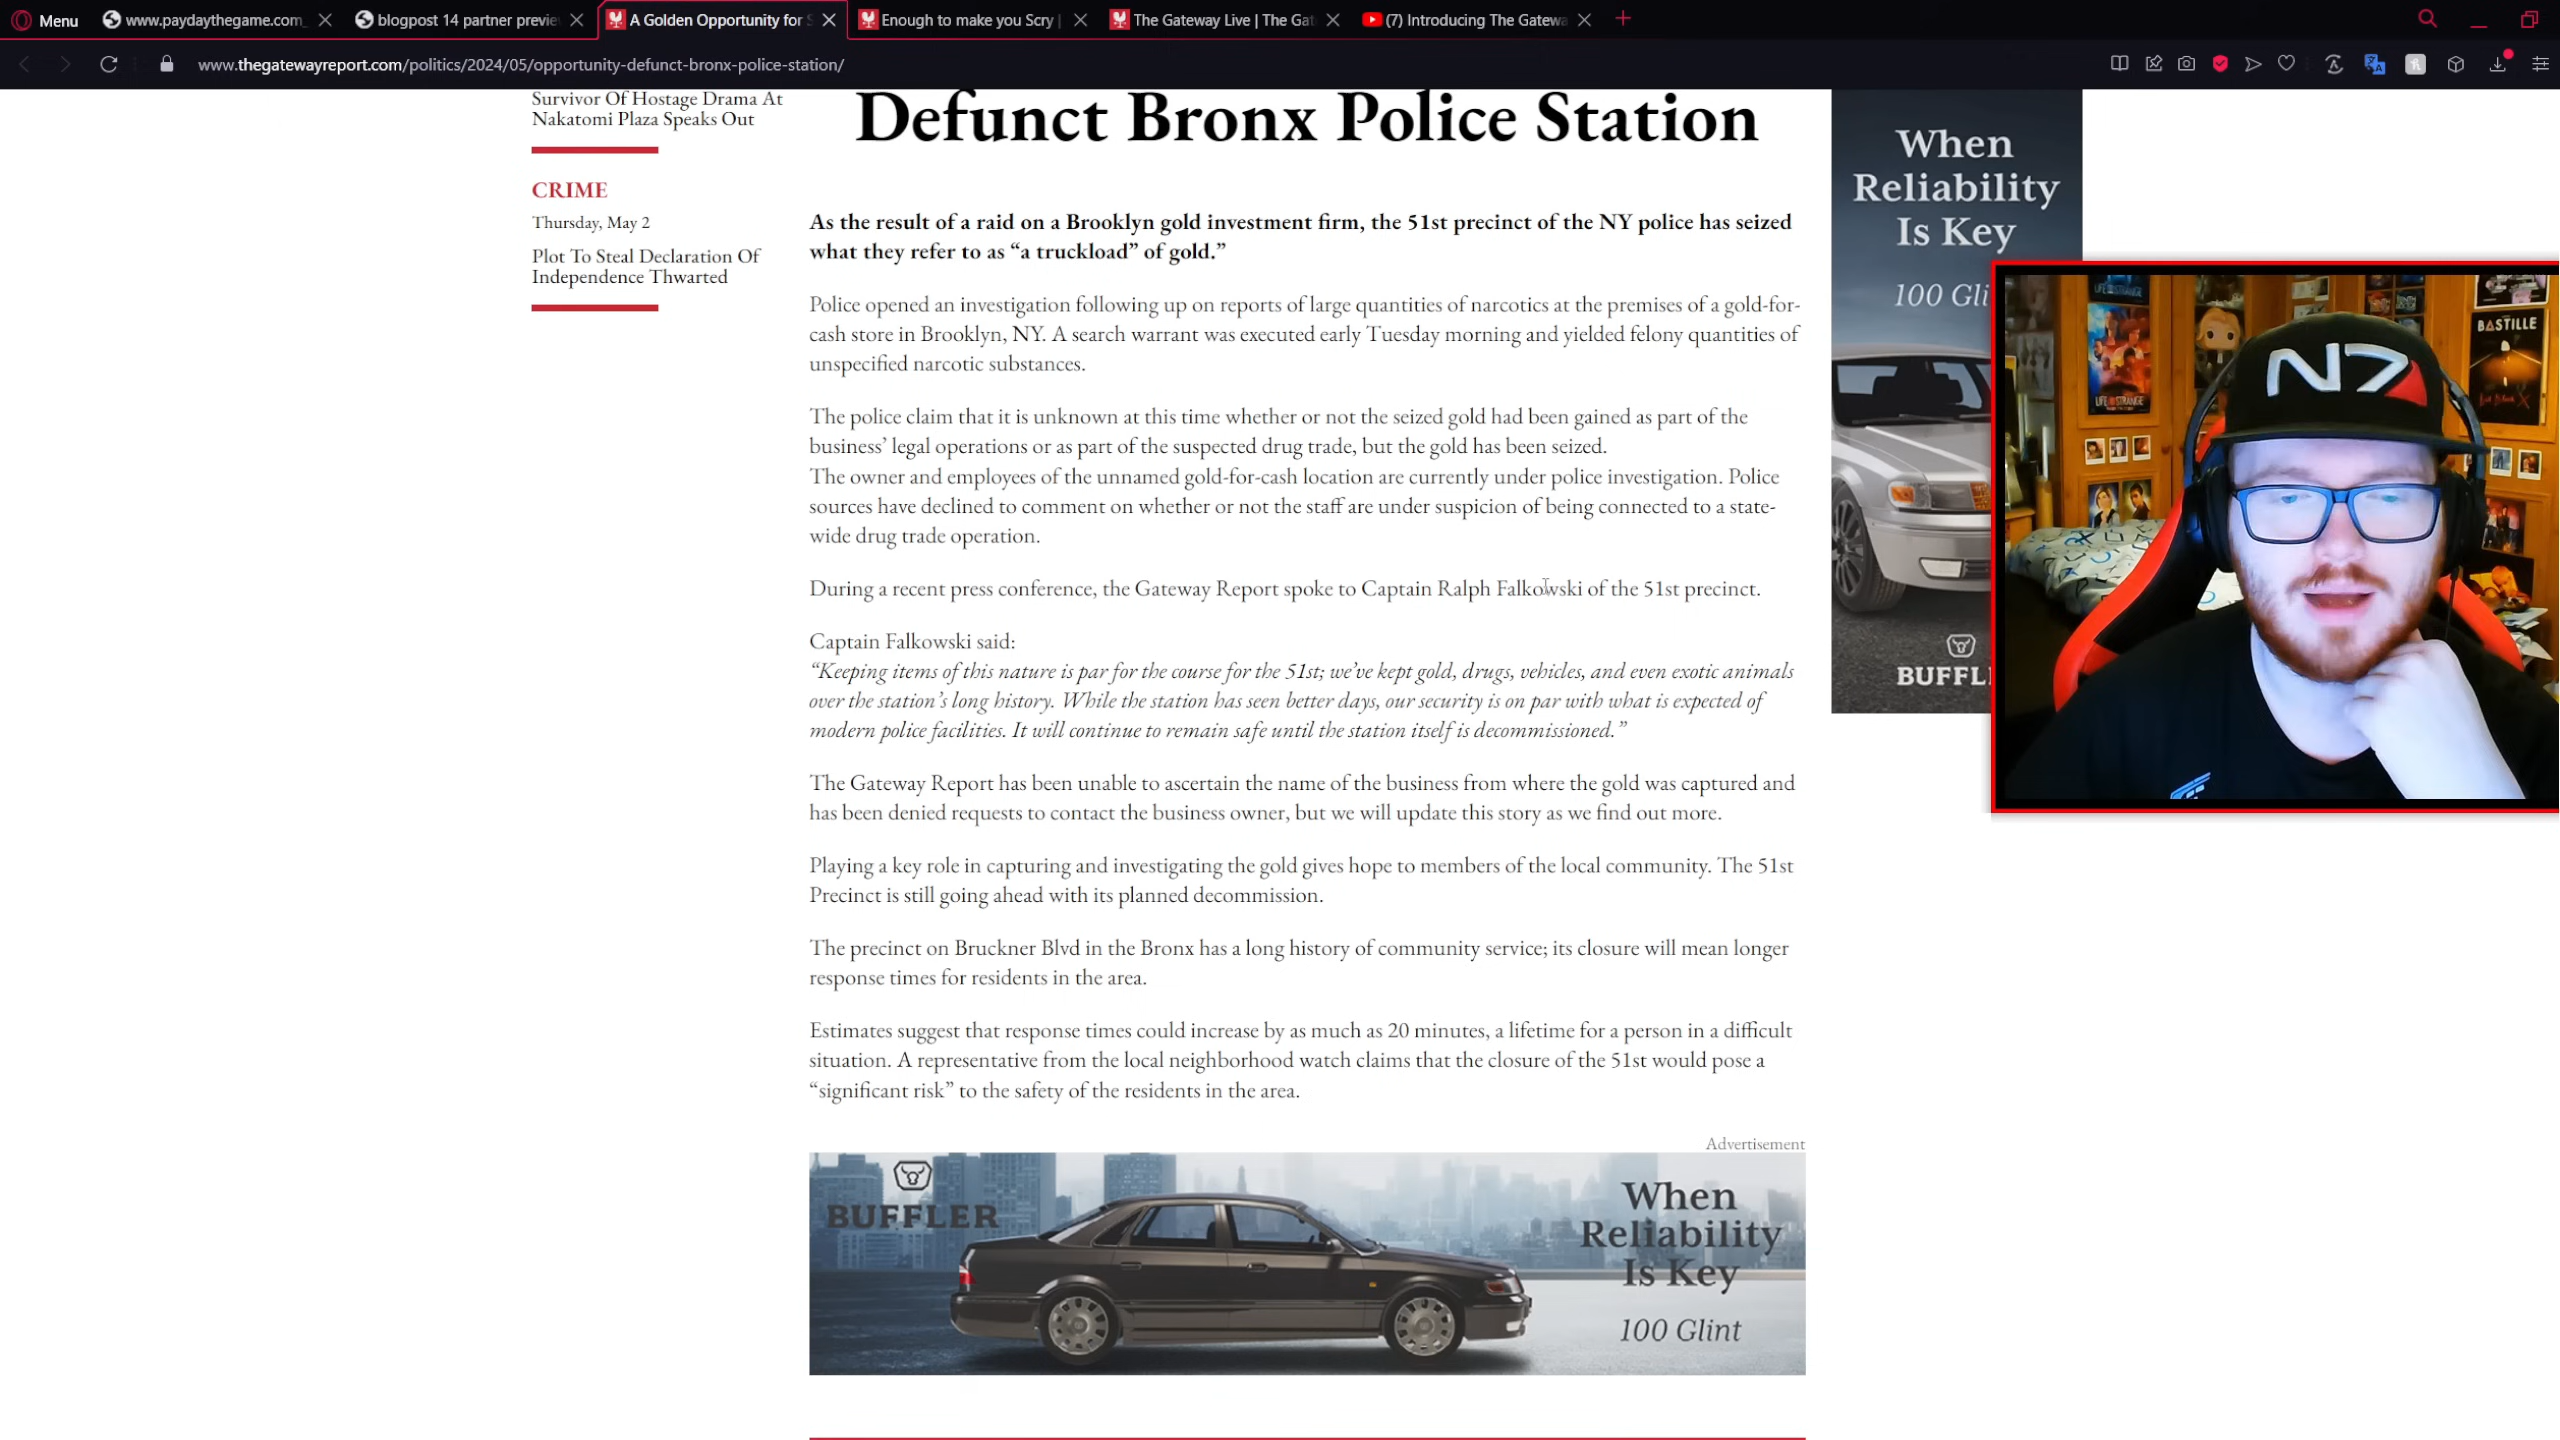 Menu
www.paydaythegame.com
blogpost 14 partner previe
A Golden Opportunity for S
Enough to make you Scry |
The Gateway Live | The Gat
(7) Introducing The Gatewa
www.thegatewayreport.com/politics/2024/05/opportunity-defunct-bronx-police-station/
Survivor Of Hostage Drama At
Nakatomi Plaza Speaks Out
CRIME
Thursday, May 2
Plot To Steal Declaration Of
Independence Thwarted
Defunct Bronx Police Station
As the result of a raid on a Brooklyn gold investment firm, the 51st precinct of the NY police has seized
what they refer to as “a truckload” of gold.”
Police opened an investigation following up on reports of large quantities of narcotics at the premises of a gold-for-
cash store in Brooklyn, NY. A search warrant was executed early Tuesday morning and yielded felony quantities of
unspecified narcotic substances.
The police claim that it is unknown at this time whether or not the seized gold had been gained as part of the
business’ legal operations or as part of the suspected drug trade, but the gold has been seized.
The owner and employees of the unnamed gold-for-cash location are currently under police investigation. Police
sources have declined to comment on whether or not the staff are under suspicion of being connected to a state-
wide drug trade operation.
During a recent press conference, the Gateway Report spoke to Captain Ralph Falkowski of the 51st precinct.
Captain Falkowski said:
“Keeping items of this nature is par for the course for the 51st; we’ve kept gold, drugs, vehicles, and even exotic animals
over the station’s long history. While the station has seen better days, our security is on par with what is expected of
modern police facilities. It will continue to remain safe until the station itself is decommissioned.”
The Gateway Report has been unable to ascertain the name of the business from where the gold was captured and
has been denied requests to contact the business owner, but we will update this story as we find out more.
Playing a key role in capturing and investigating the gold gives hope to members of the local community. The 51st
Precinct is still going ahead with its planned decommission.
The precinct on Bruckner Blvd in the Bronx has a long history of community service; its closure will mean longer
response times for residents in the area.
Estimates suggest that response times could increase by as much as 20 minutes, a lifetime for a person in a difficult
situation. A representative from the local neighborhood watch claims that the closure of the 51st would pose a
“significant risk” to the safety of the residents in the area.
Advertisement
BUFFLER
When
Reliability
Is Key
100 Glint
When
Reliability
Is Key
100 Gli
BUFFL
N7
BASTILLE
LIFE IS STRANGE